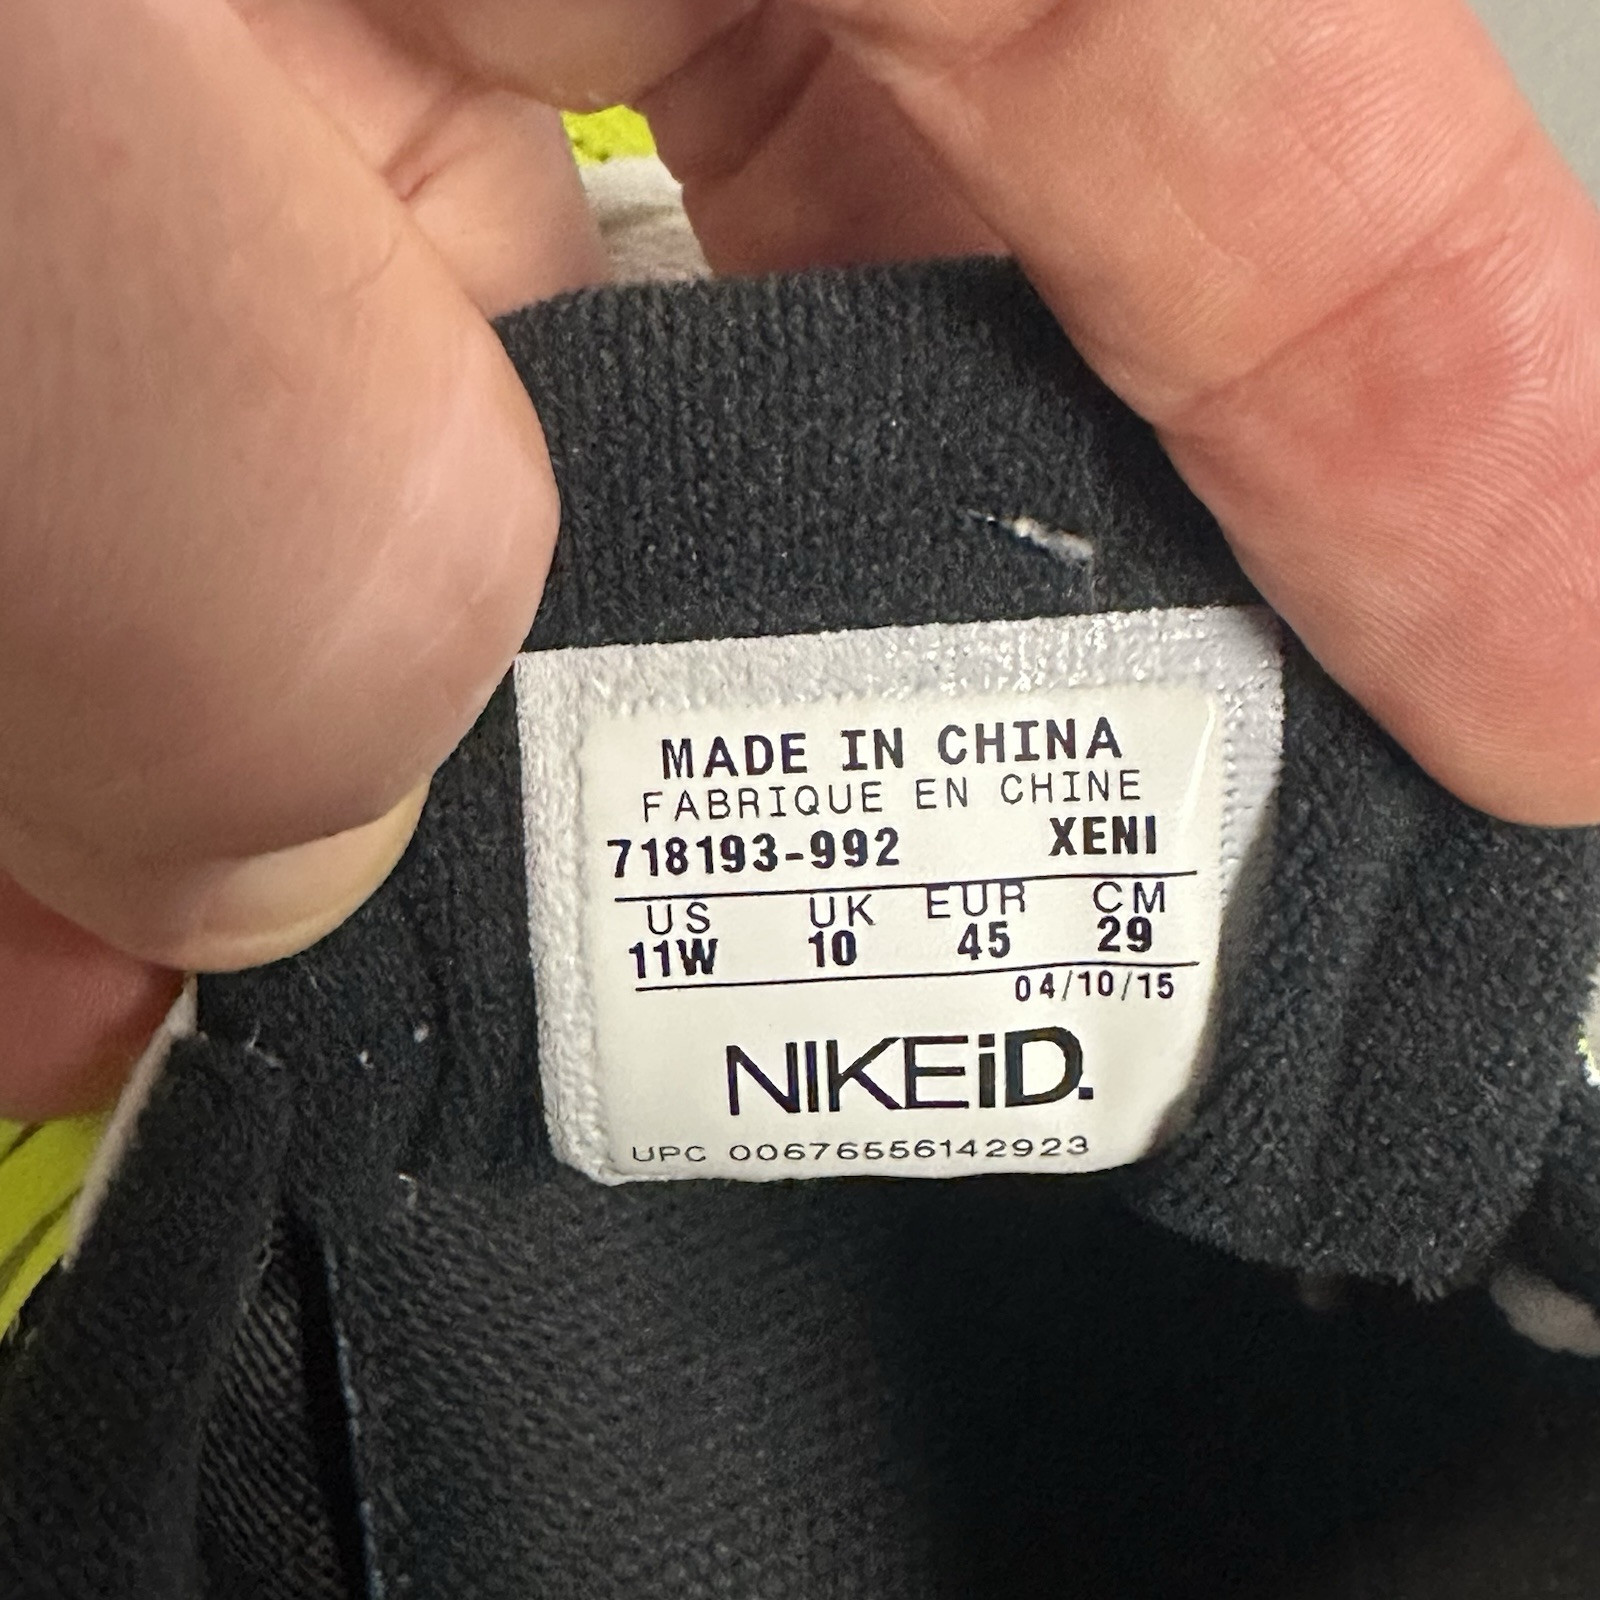 MADE IN CHINA
FABRIQUE EN CHINE
718193-992 XENI
US UK EUR CM
11W 10 45 29
04/10/15
NIKEiD.
UPC 00676556142923